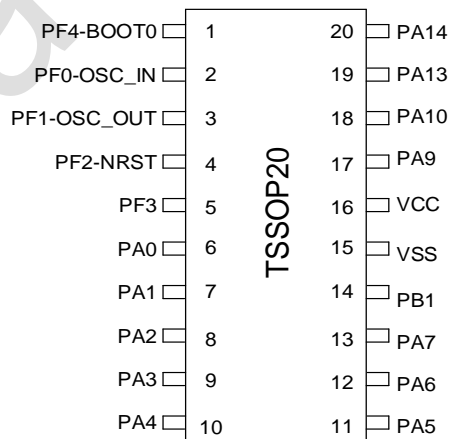 PF4-BOOT0 1 20 PA14
PF0-OSC_IN 2 19 PA13
PF1-OSC_OUT 3 18 PA10
PF2-NRST 4 17 PA9
PF3 5 16 VCC
PA0 6 15 VSS
PA1 7 14 PB1
PA2 8 13 PA7
PA3 9 12 PA6
PA4 10 11 PA5
TSSOP20